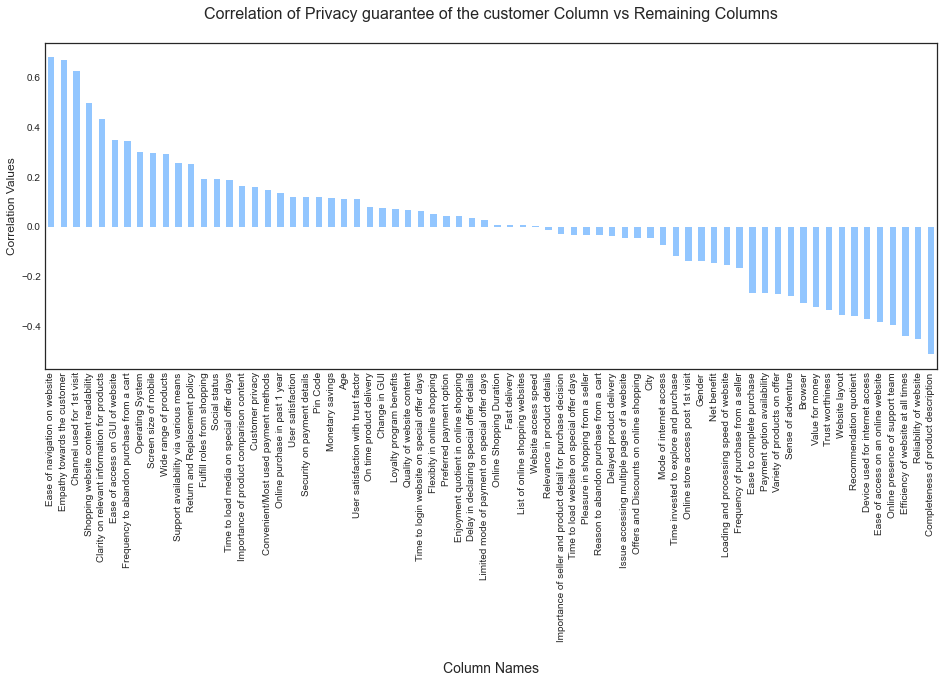 Correlation of Privacy guarantee of the customer Column vs Remaining Columns
Correlation Values
0.6
0.4
0.2
0.0
−0.2
−0.4
Ease of navigation on website
Empathy towards the customer
Channel used for 1st visit
Shopping website content readability
Clarity on relevant information for products
Ease of access on GUI of website
Frequency to abandon purchase from a cart
Operating System
Screen size of mobile
Wide range of products
Support availability via various means
Return and Replacement policy
Fulfill roles from shopping
Social status
Time to load media on special offer days
Importance of product comparison content
Customer privacy
Convenient/Most used payment methods
Online purchase in past 1 year
User satisfaction
Security on payment details
Pin Code
Monetary savings
Age
User satisfaction with trust factor
On time product delivery
Change in GUI
Loyalty program benefits
Quality of website ontent
Time to login website on special offer days
Flexibity in online shopping
Preferred payment option
Enjoyment quotient in online shopping
Delay in declaring special offer details
Limited mode of payment on special offer days
Online Shopping Duration
Fast delivery
List of online shopping websites
Website access speed
Relevance in product details
Importance of seller and product detail for purchase decision
Time to load website on special offer days
Pleasure in shopping from a seller
Reason to abandon purchase from a cart
Delayed product delivery
Issue accessing multiple pages of a website
Offers and Discounts on online shopping
City
Mode of internet access
Time invested to explore and purchase
Online store access post 1st visit
Gender
Net benefit
Loading and processing speed of website
Frequency of purchase from a seller
Ease to complete purchase
Payment option availability
Variety of products on offer
Sense of adventure
Browser
Value for money
Trust worthiness
Website layout
Recommendation quotient
Device used for internet access
Ease of access on an online website
Online presence of support team
Efficiency of website at all times
Reliability of website
Completeness of product description
Column Names